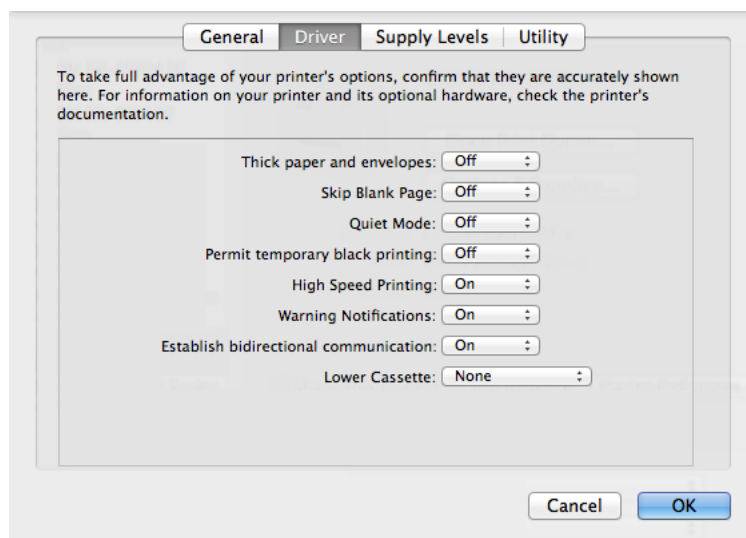 General Driver Supply Levels Utility
To take full advantage of your printer's options, confirm that they are accurately shown
here. For information on your printer and its optional hardware, check the printer's
documentation.
Thick paper and envelopes: Off
Skip Blank Page: Off
Quiet Mode: Off
Permit temporary black printing: Off
High Speed Printing: On
Warning Notifications: On
Establish bidirectional communication: On
Lower Cassette: None
Cancel OK